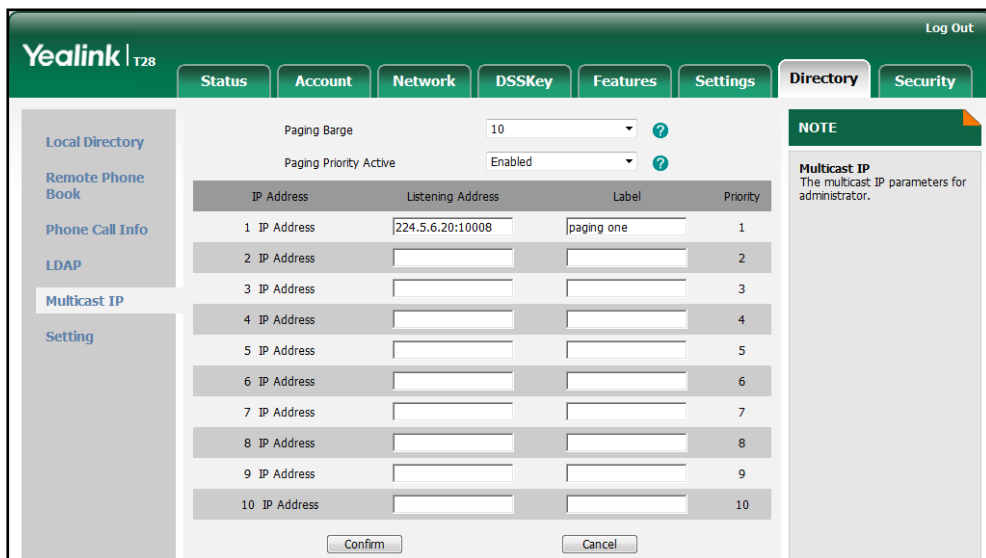 Log Out
Yealink T28
Status Account Network DSSKey Features Settings Directory Security
Local Directory
Remote Phone Book
Phone Call Info
LDAP
Multicast IP
Setting
Paging Barge 10
Paging Priority Active Enabled
IP Address Listening Address Label Priority
1 IP Address 224.5.6.20:10008 paging one 1
2 IP Address 2
3 IP Address 3
4 IP Address 4
5 IP Address 5
6 IP Address 6
7 IP Address 7
8 IP Address 8
9 IP Address 9
10 IP Address 10
Confirm Cancel
NOTE
Multicast IP
The multicast IP parameters for
administrator.